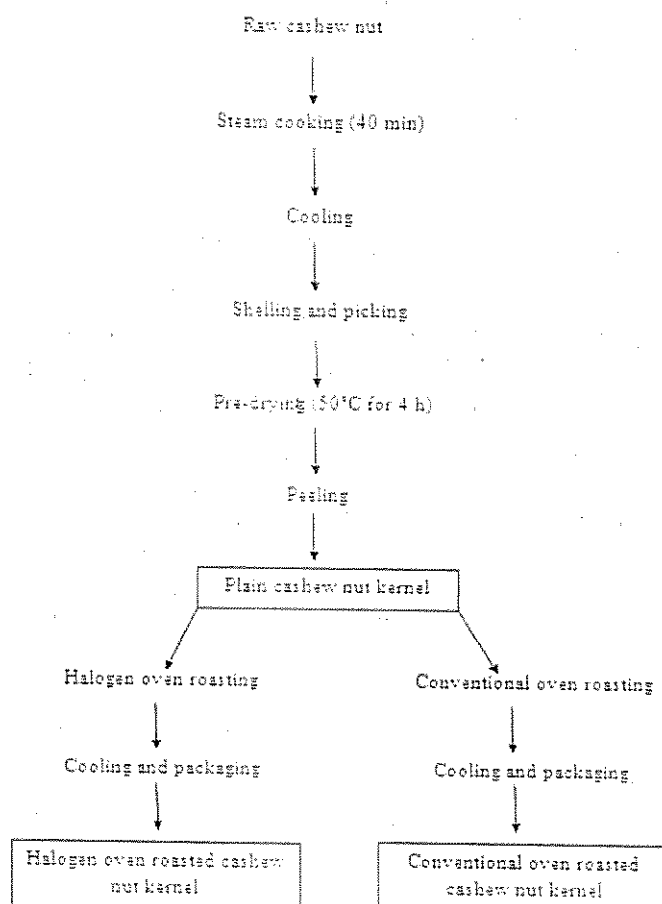 Raw cashew nut
Steam cooking (40 min)
Cooling
Shelling and picking
Pre-drying (50°C for 4 h)
Peeling
Plain cashew nut kernel
Halogen oven roasting
Conventional oven roasting
Cooling and packaging
Cooling and packaging
Halogen oven roasted cashew
nut kernel
Conventional oven roasted
cashew nut kernel